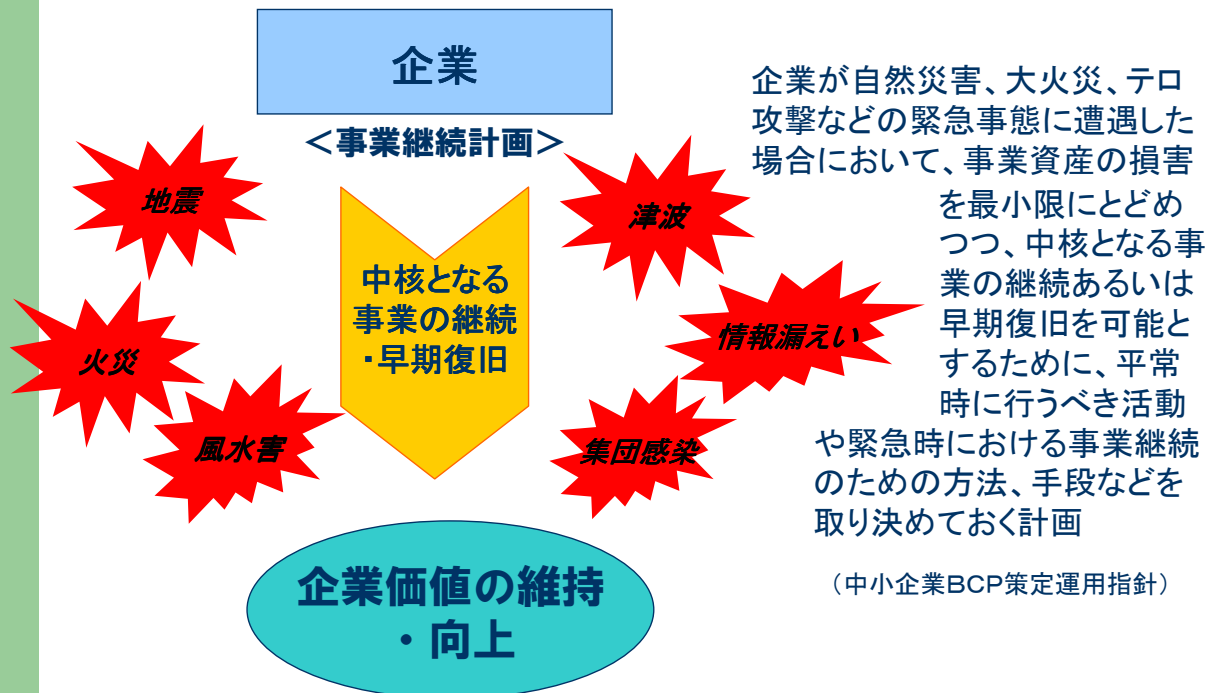 企業
＜事業継続計画＞
地震
津波
中核となる
事業の継続
・早期復旧
情報漏えい
火災
風水害
集団感染
企業価値の維持
・向上
企業が自然災害、大火災、テロ
攻撃などの緊急事態に遭遇した
場合において、事業資産の損害
を最小限にとどめ
つつ、中核となる事
業の継続あるいは
早期復旧を可能と
するために、平常
時に行うべき活動
や緊急時における事業継続
のための方法、手段などを
取り決めておく計画
（中小企業BCP策定運用指針）